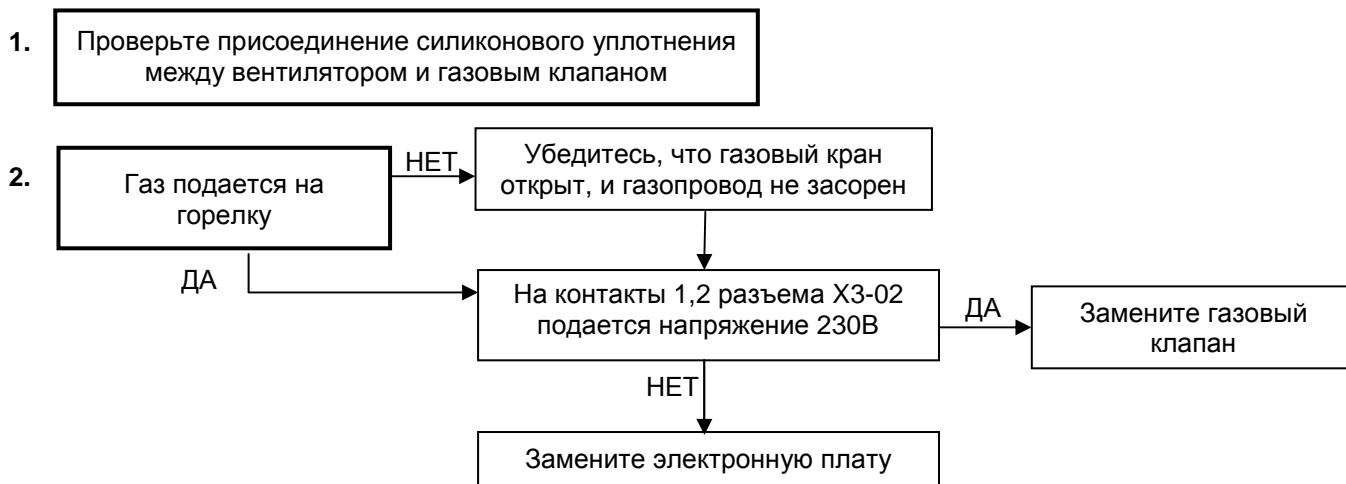 1.
Проверьте присоединение силиконового уплотнения
между вентилятором и газовым клапаном
2.
Газ подается на
горелку
НЕТ
Убедитесь, что газовый кран
открыт, и газопровод не засорен
ДА
На контакты 1,2 разъема X3-02
подается напряжение 230В
ДА
Замените газовый
клапан
НЕТ
Замените электронную плату